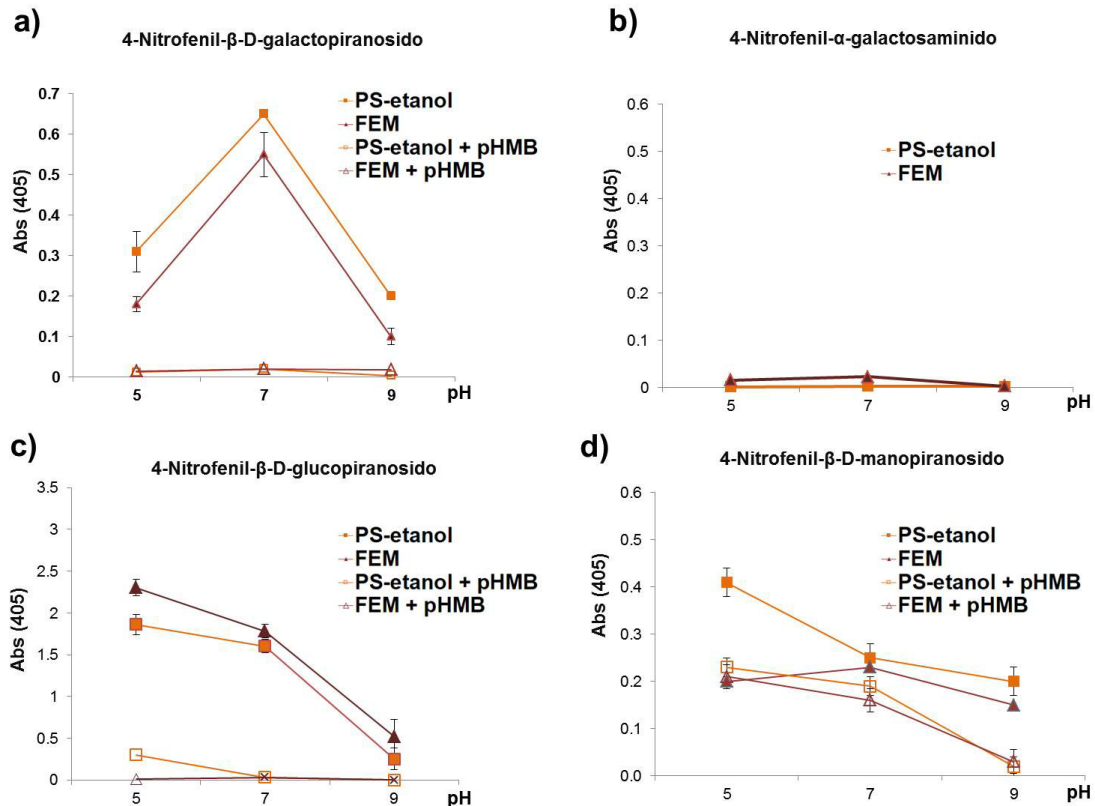 a)
4-Nitrofenil-β-D-galactopiranosido
Abs (405)
0.7
0.6
0.5
0.4
0.3
0.2
0.1
0
5
7
9
pH
PS-etanol
FEM
PS-etanol + pHMB
FEM + pHMB
b)
4-Nitrofenil-α-galactosaminido
Abs (405)
0.6
0.5
0.4
0.3
0.2
0.1
0
5
7
9
pH
PS-etanol
FEM
c)
4-Nitrofenil-β-D-glucopiranosido
Abs (405)
3.5
3
2.5
2
1.5
1
0.5
0
5
7
9
pH
PS-etanol
FEM
PS-etanol + pHMB
FEM + pHMB
d)
4-Nitrofenil-β-D-manopiranosido
Abs (405)
0.6
0.5
0.4
0.3
0.2
0.1
0.0
5
7
9
pH
PS-etanol
FEM
PS-etanol + pHMB
FEM + pHMB